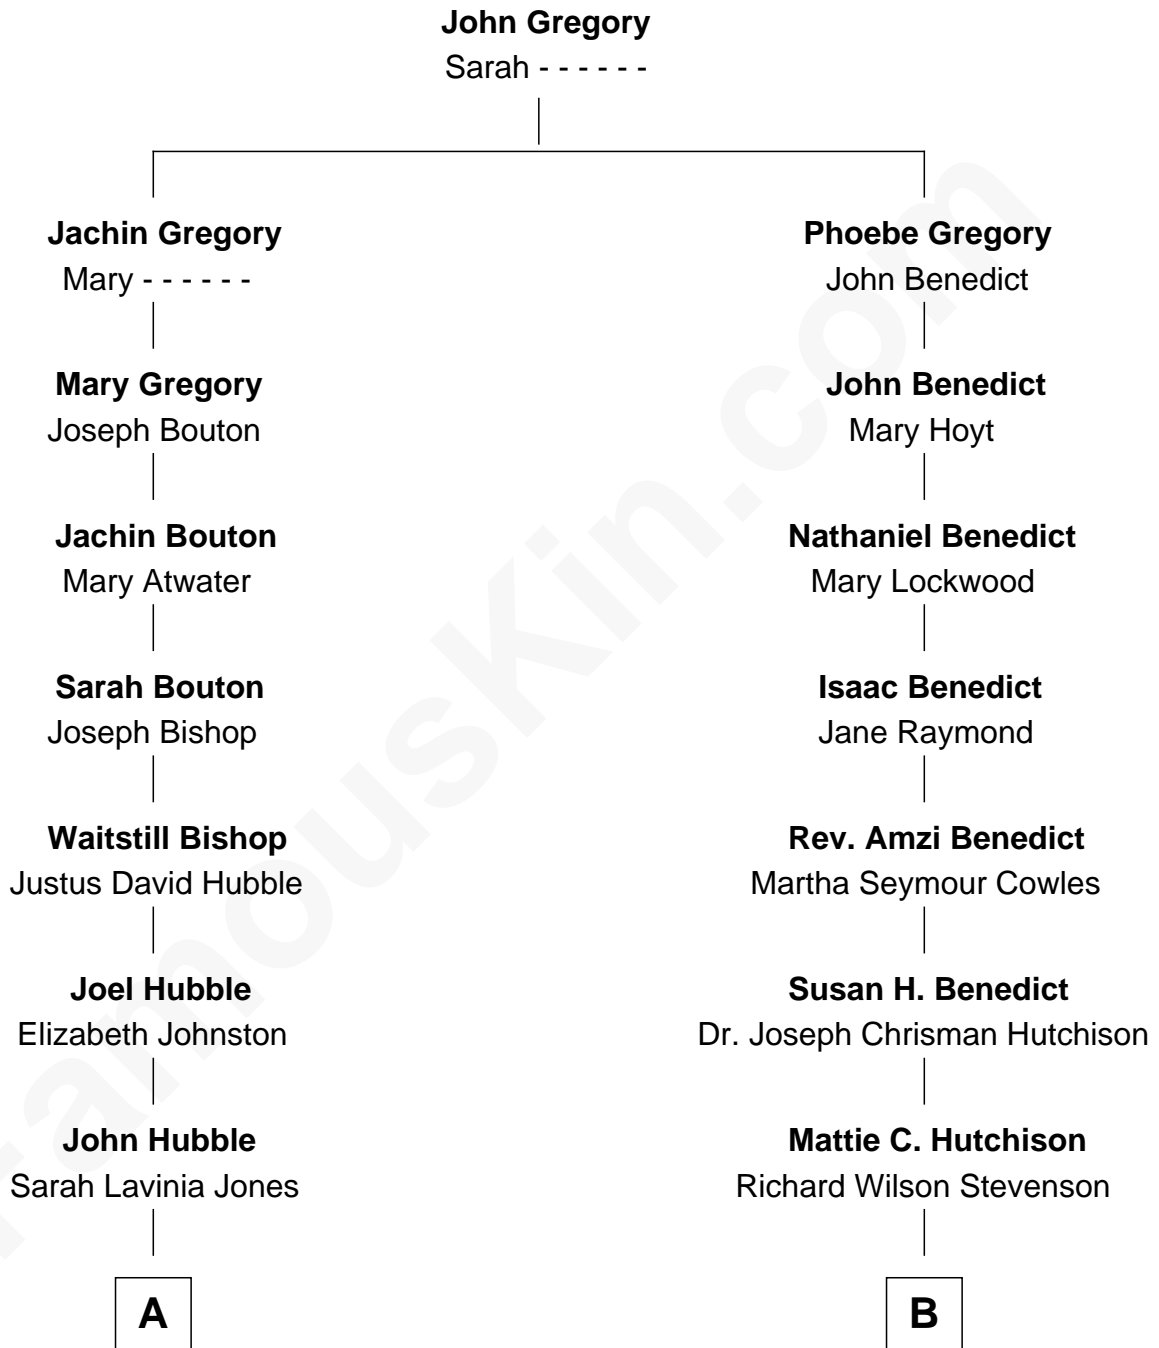 John Gregory
Sarah - - - - - -
Jachin Gregory
Mary - - - - - -
Phoebe Gregory
John Benedict
Mary Gregory
Joseph Bouton
John Benedict
Mary Hoyt
Jachin Bouton
Mary Atwater
Nathaniel Benedict
Mary Lockwood
Sarah Bouton
Joseph Bishop
Isaac Benedict
Jane Raymond
Waitstill Bishop
Justus David Hubble
Rev. Amzi Benedict
Martha Seymour Cowles
Joel Hubble
Elizabeth Johnston
Susan H. Benedict
Dr. Joseph Chrisman Hutchison
John Hubble
Sarah Lavinia Jones
Mattie C. Hutchison
Richard Wilson Stevenson
A
B
FamousKin.com